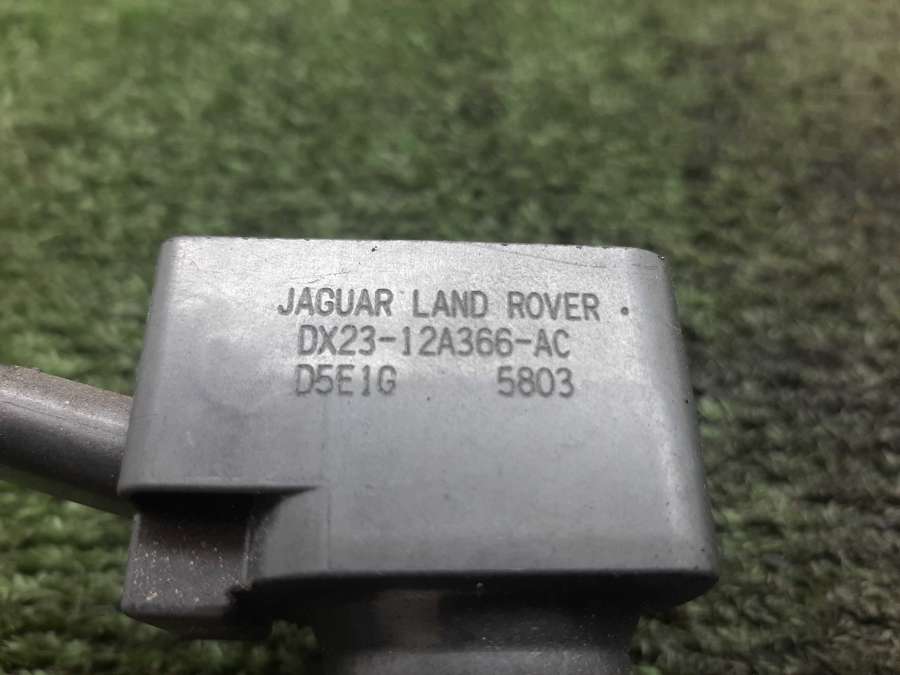 JAGUAR LAND ROVER
DX23-12A366-AC
D5E1G 5803